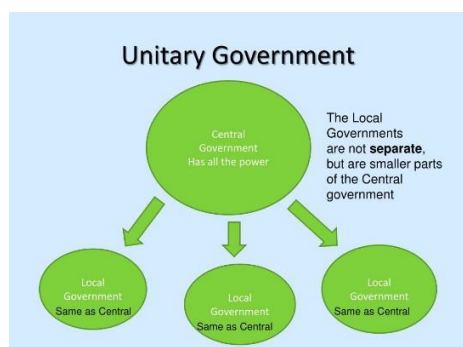 Unitary Government
Central
Government
Has all the power
The Local
Governments
are not separate,
but are smaller parts
of the Central
government
Local
Government
Same as Central
Local
Government
Same as Central
Local
Government
Same as Central